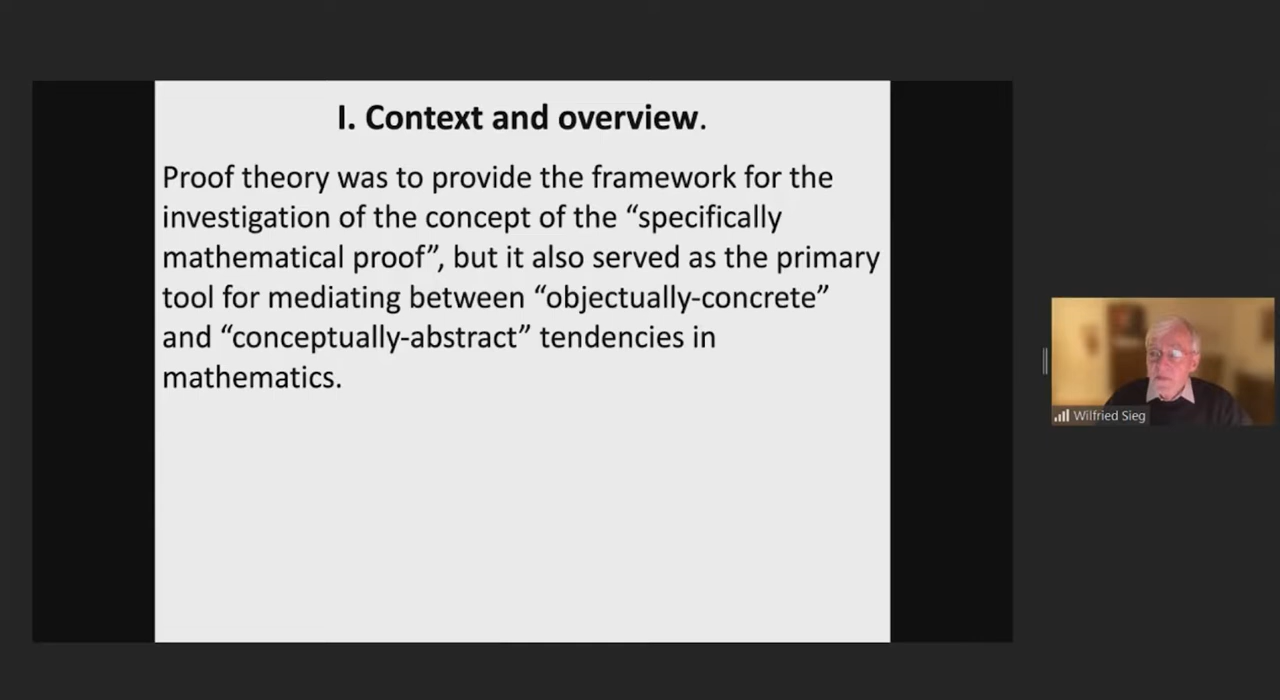 I. Context and overview.
Proof theory was to provide the framework for the
investigation of the concept of the “specifically
mathematical proof”, but it also served as the primary
tool for mediating between “objectually-concrete”
and “conceptually-abstract” tendencies in
mathematics.
Wilfried Sieg